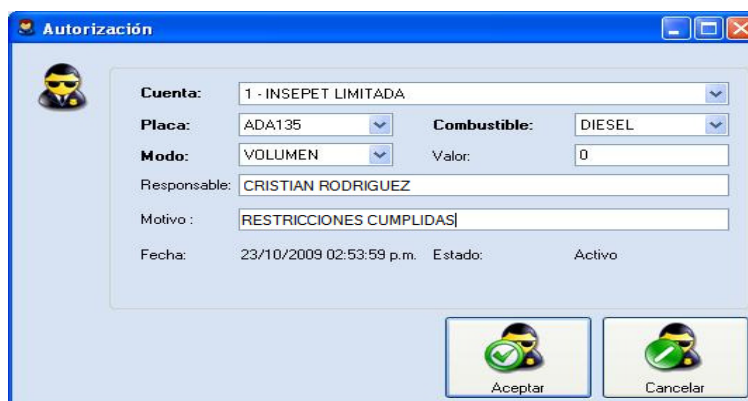 Autorización
Cuenta: 1 - INSEPET LIMITADA
Placa: ADA135 Combustible: DIESEL
Modo: VOLUMEN Valor: 0
Responsable: CRISTIAN RODRIGUEZ
Motivo : RESTRICCIONES CUMPLIDAS
Fecha: 23/10/2009 02:53:59 p.m. Estado: Activo
Aceptar Cancelar